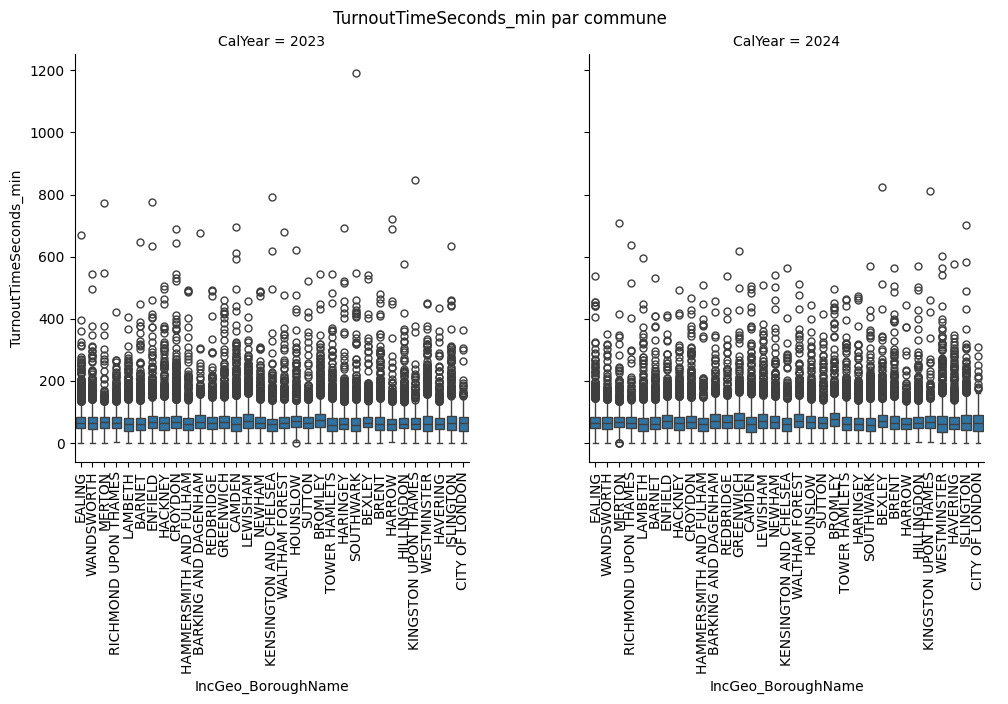 TurnoutTimeSeconds_min par commune
CalYear = 2023
CalYear = 2024
TurnoutTimeSeconds_min
1200
1000
800
600
400
200
0
EALING
WANDSWORTH
MERTON
RICHMOND UPON THAMES
LAMBETH
BARNET
ENFIELD
HACKNEY
CROYDON
HAMMERSMITH AND FULHAM
BARKING AND DAGENHAM
REDBRIDGE
GREENWICH
CAMDEN
LEWISHAM
NEWHAM
KENSINGTON AND CHELSEA
WALTHAM FOREST
HOUNSLOW
SUTTON
BROMLEY
TOWER HAMLETS
HARINGEY
SOUTHWARK
BEXLEY
BRENT
HARROW
HILLINGDON
KINGSTON UPON THAMES
WESTMINSTER
HAVERING
ISLINGTON
CITY OF LONDON
EALING
WANDSWORTH
MERTON
RICHMOND UPON THAMES
LAMBETH
BARNET
ENFIELD
HACKNEY
CROYDON
HAMMERSMITH AND FULHAM
BARKING AND DAGENHAM
REDBRIDGE
GREENWICH
CAMDEN
LEWISHAM
NEWHAM
KENSINGTON AND CHELSEA
WALTHAM FOREST
HOUNSLOW
SUTTON
BROMLEY
TOWER HAMLETS
HARINGEY
SOUTHWARK
BEXLEY
BRENT
HARROW
HILLINGDON
KINGSTON UPON THAMES
WESTMINSTER
HAVERING
ISLINGTON
CITY OF LONDON
IncGeo_BoroughName
IncGeo_BoroughName